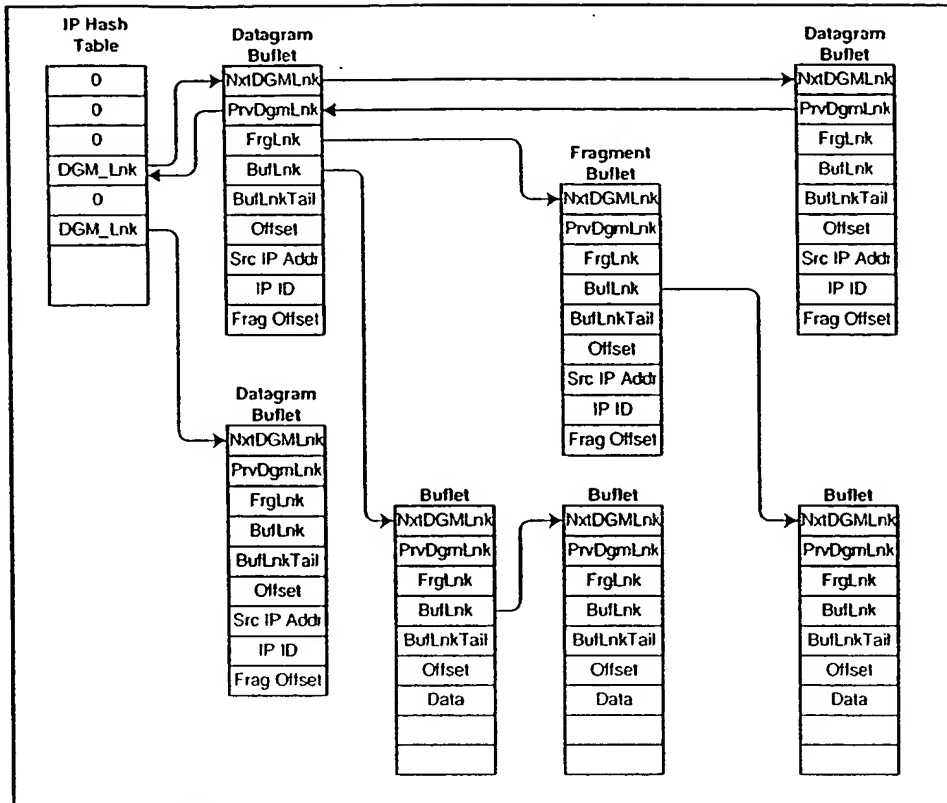 IP Hash
Table
0
0
0
DGM_Lnk
0
DGM_Lnk
Datagram
Buflet
NxtDGMLnk
PrvDgmLnk
FrgLnk
BufLnk
BufLnkTail
Offset
Src IP Addr
IP ID
Frag Offset
Datagram
Buflet
NxtDGMLnk
PrvDgmLnk
FrgLnk
BufLnk
BufLnkTail
Offset
Src IP Addr
IP ID
Frag Offset
Fragment
Buflet
NxtDGMLnk
PrvDgmLnk
FrgLnk
BufLnk
BufLnkTail
Offset
Src IP Addr
IP ID
Frag Offset
Datagram
Buflet
NxtDGMLnk
PrvDgmLnk
FrgLnk
BufLnk
BufLnkTail
Offset
Src IP Addr
IP ID
Frag Offset
Buflet
NxtDGMLnk
PrvDgmLnk
FrgLnk
BufLnk
BufLnkTail
Offset
Data
Buflet
NxtDGMLnk
PrvDgmLnk
FrgLnk
BufLnk
BufLnkTail
Offset
Data
Buflet
NxtDGMLnk
PrvDgmLnk
FrgLnk
BufLnk
BufLnkTail
Offset
Data